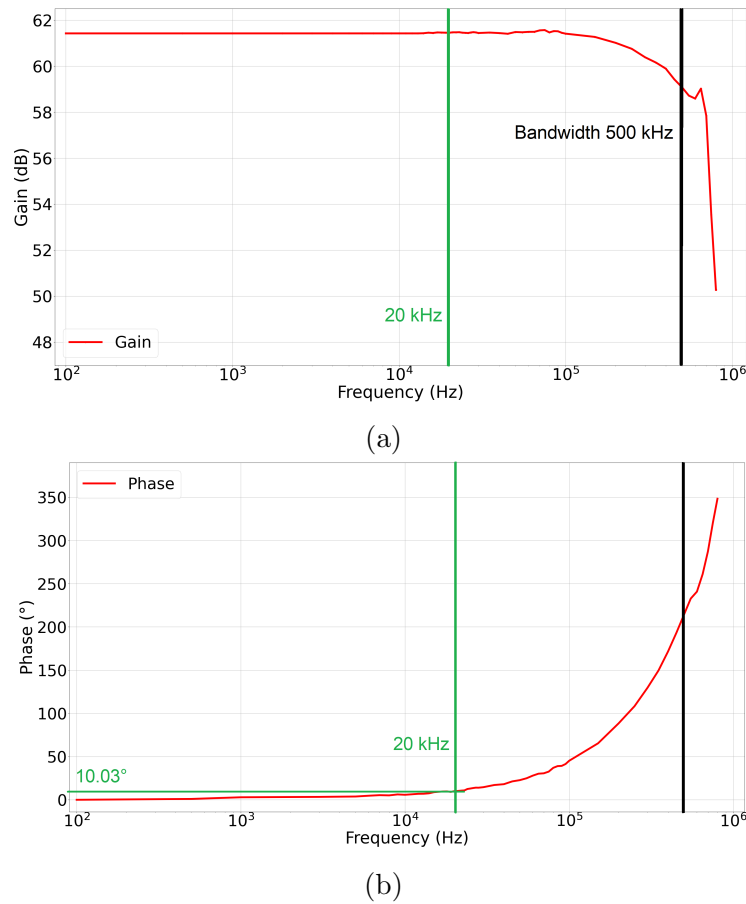 62
60
58
56
54
52
50
48
Gain (dB)
Bandwidth 500 kHz
20 kHz
Gain
10²
10³
10⁴
10⁵
10⁶
Frequency (Hz)
(a)
Phase
350
300
250
200
150
100
50
0
Phase (°)
20 kHz
10.03°
10²
10³
10⁴
10⁵
10⁶
Frequency (Hz)
(b)